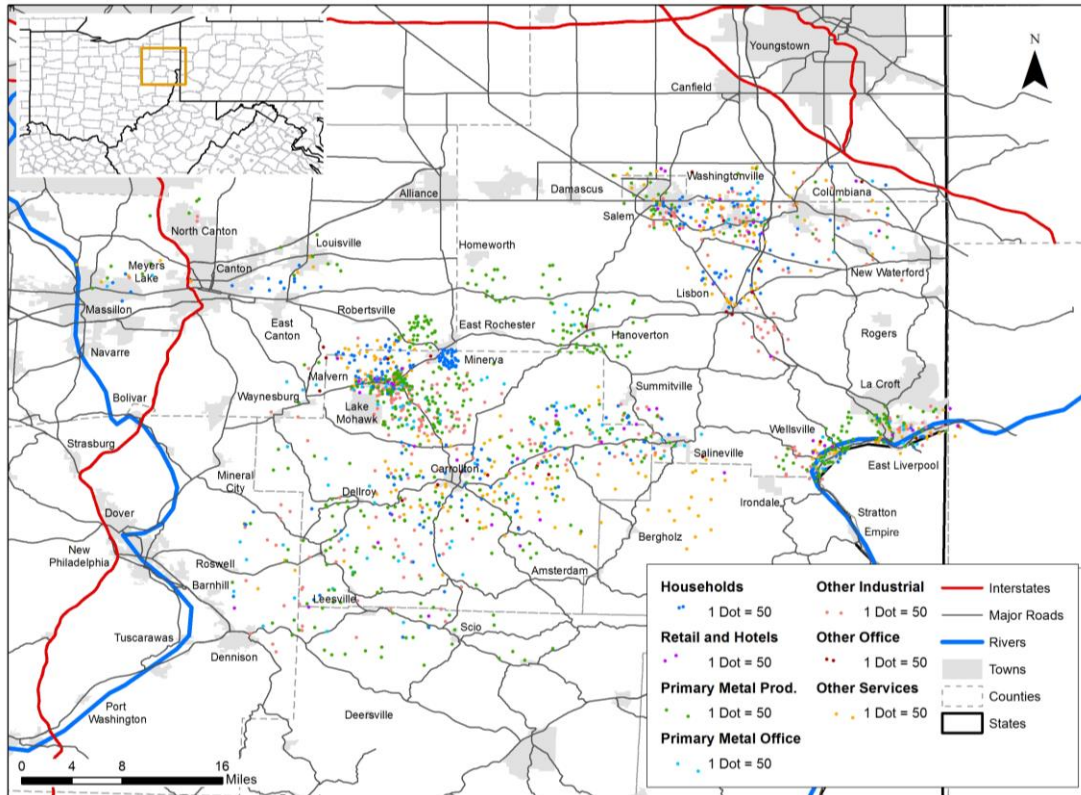 Youngstown
N
Canfield
Washingtonville
Alliance
Damascus
Columbiana
Salem
North Canton
Louisville
Homeworth
Meyers
Lake
Canton
New Waterford
Lisbon
Massillon
Robertsville
East
Canton
East Rochester
Hanoverton
Rogers
Navarre
Minerva
Malvern
Summitville
La Croft
Waynesburg
Lake
Mohawk
Bolivar
Wellsville
Strasburg
Salineville
East Liverpool
Carrollton
Mineral
City
Dellroy
Irondale
Dover
Stratton
Empire
Bergholz
New
Philadelphia
Roswell
Amsterdam
Barnhill
Leesville
Scio
Tuscarawas
Dennison
Deersville
Port
Washington
Households
1 Dot = 50
Retail and Hotels
1 Dot = 50
Primary Metal Prod.
1 Dot = 50
Primary Metal Office
1 Dot = 50
Other Industrial
1 Dot = 50
Other Office
1 Dot = 50
Other Services
1 Dot = 50
Interstates
Major Roads
Rivers
Towns
Counties
States
0 4 8 16
Miles